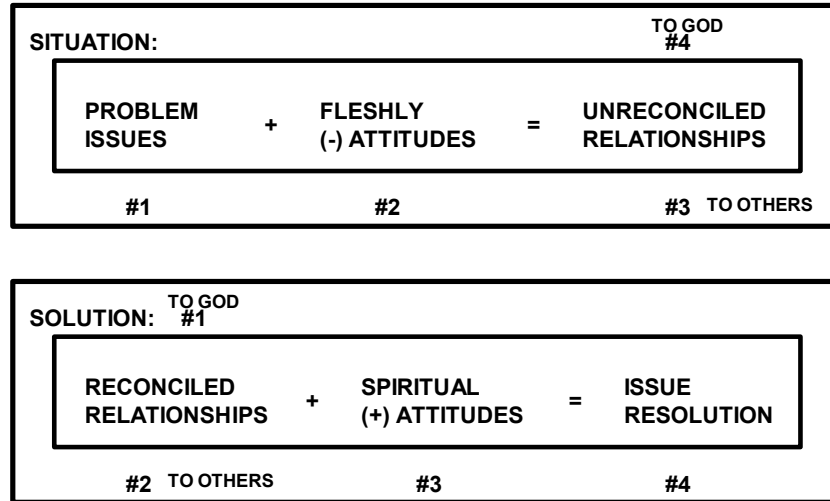 TO GOD
SITUATION: #4
PROBLEM + FLESHLY = UNRECONCILED
ISSUES (-) ATTITUDES RELATIONSHIPS
#1 #2 #3 TO OTHERS
TO GOD
SOLUTION: #1
RECONCILED + SPIRITUAL = ISSUE
RELATIONSHIPS (+) ATTITUDES RESOLUTION
#2 TO OTHERS #3 #4